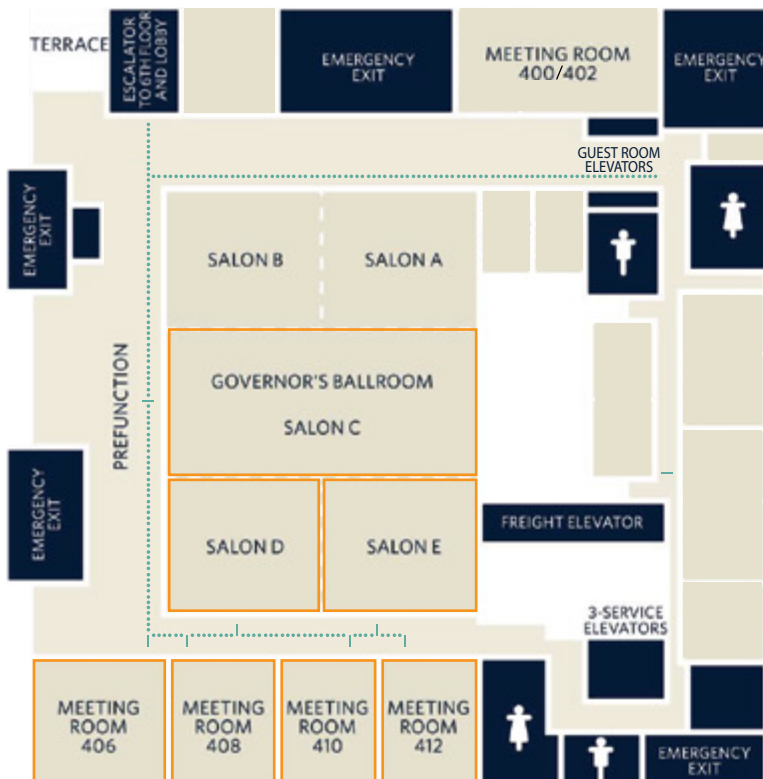 TERRACE
ESCALATOR
TO 6TH FLOOR
AND LOBBY
EMERGENCY
EXIT
MEETING ROOM
400/402
EMERGENCY
EXIT
GUEST ROOM
ELEVATORS
EMERGENCY
EXIT
SALON B
SALON A
PREFUNCTION
GOVERNOR'S BALLROOM
SALON C
EMERGENCY
EXIT
SALON D
SALON E
FREIGHT ELEVATOR
3-SERVICE
ELEVATORS
MEETING
ROOM
406
MEETING
ROOM
408
MEETING
ROOM
410
MEETING
ROOM
412
EMERGENCY
EXIT